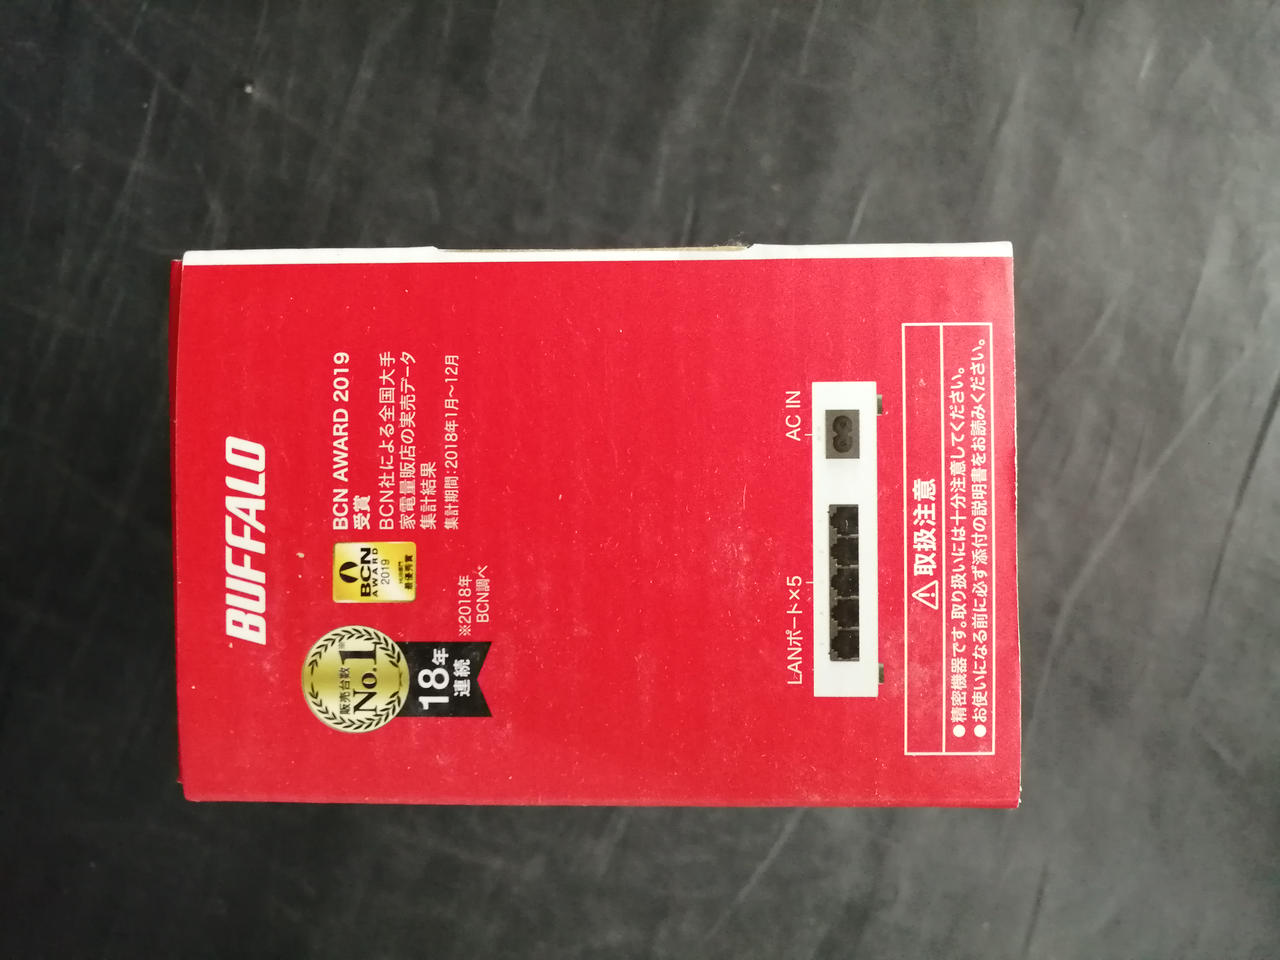 BUFFALO
販売台数
No.1
18年
連続
※2018年
BCN調べ
BCN
AWARD
2019
最優秀賞
BCN AWARD 2019
受賞
BCN社による全国大手
家電量販店の実売データ
集計結果
集計期間:2018年1月~12月
LANポート×5
AC IN
取扱注意
●精密機器です。取り扱いには十分注意してください。
●お使いになる前に必ず添付の説明書をお読みください。